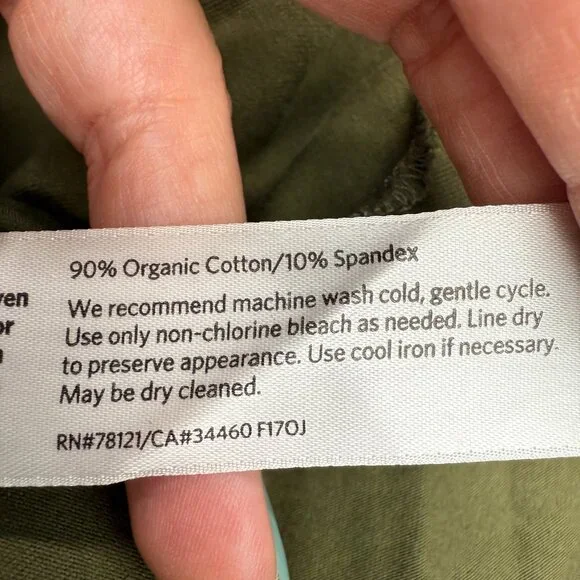 90% Organic Cotton/10% Spandex
We recommend machine wash cold, gentle cycle.
Use only non-chlorine bleach as needed. Line dry
to preserve appearance. Use cool iron if necessary.
May be dry cleaned.
RN#78121/CA#34460 F17OJ